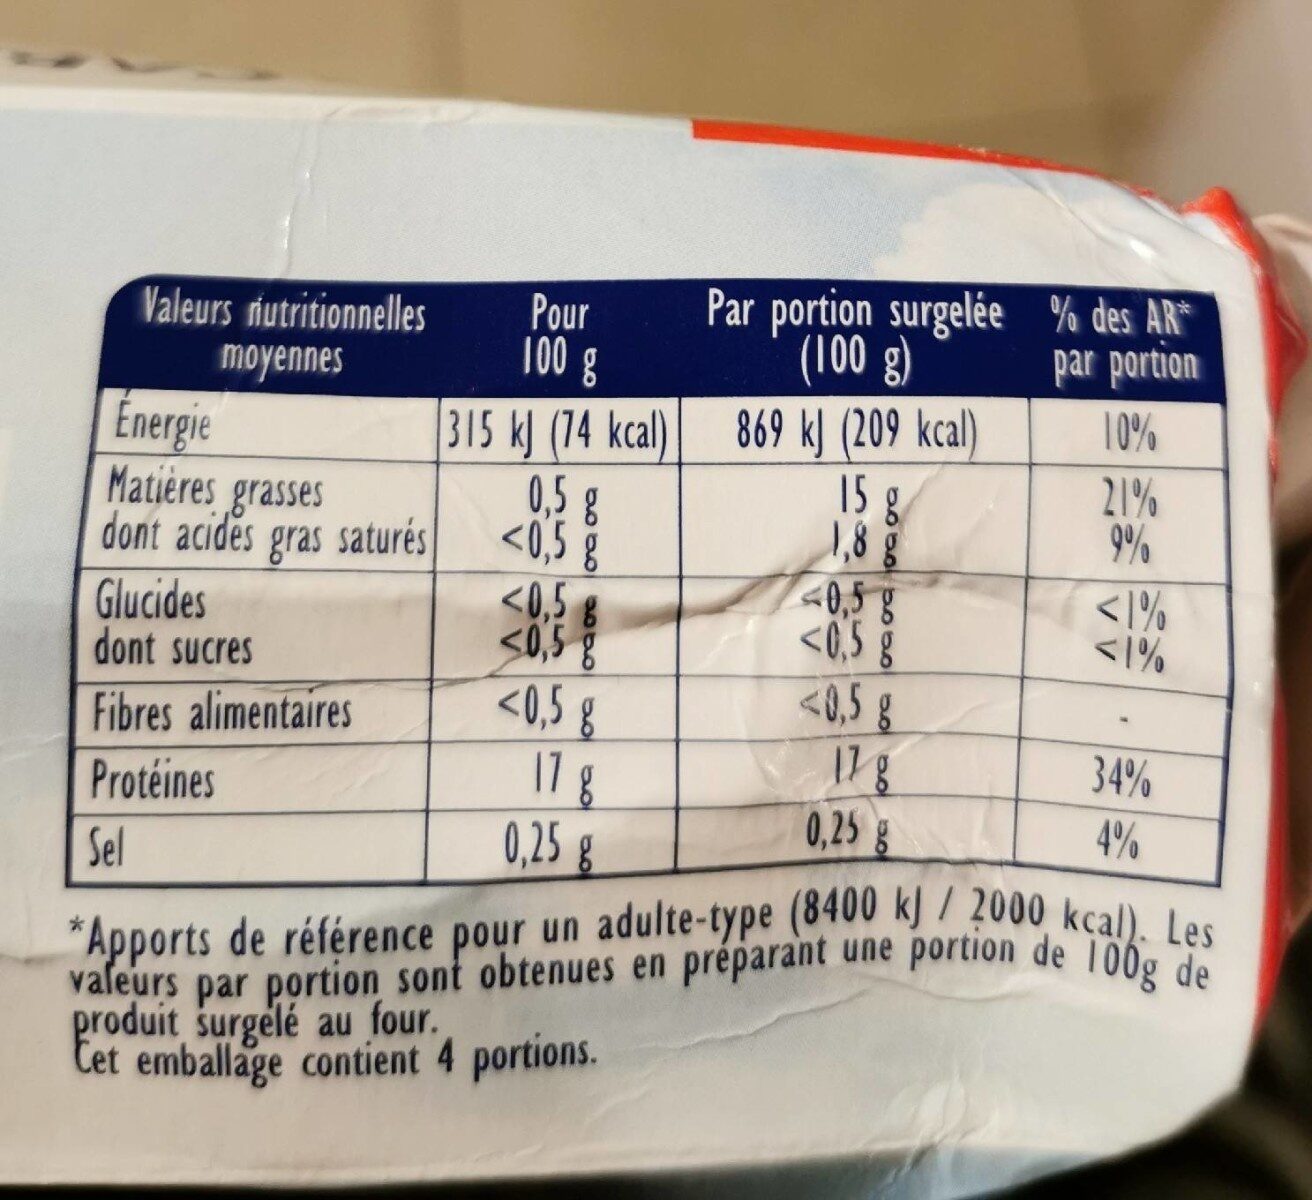 Valeurs nutritionnelles moyennes | Pour 100 g | Par portion surgelée (100 g) | % des AR* par portion
Énergie | 315 kJ (74 kcal) | 869 kJ (209 kcal) | 10%
Matières grasses | 0,5 g | 15 g | 21%
dont acides gras saturés | <0,5 g | 1,8 g | 9%
Glucides | <0,5 g | <0,5 g | <1%
dont sucres | <0,5 g | <0,5 g | <1%
Fibres alimentaires | <0,5 g | <0,5 g | -
Protéines | 17 g | 17 g | 34%
Sel | 0,25 g | 0,25 g | 4%
*Apports de référence pour un adulte-type (8400 kJ / 2000 kcal). Les
valeurs par portion sont obtenues en préparant une portion de 100g de
produit surgelé au four.
Cet emballage contient 4 portions.